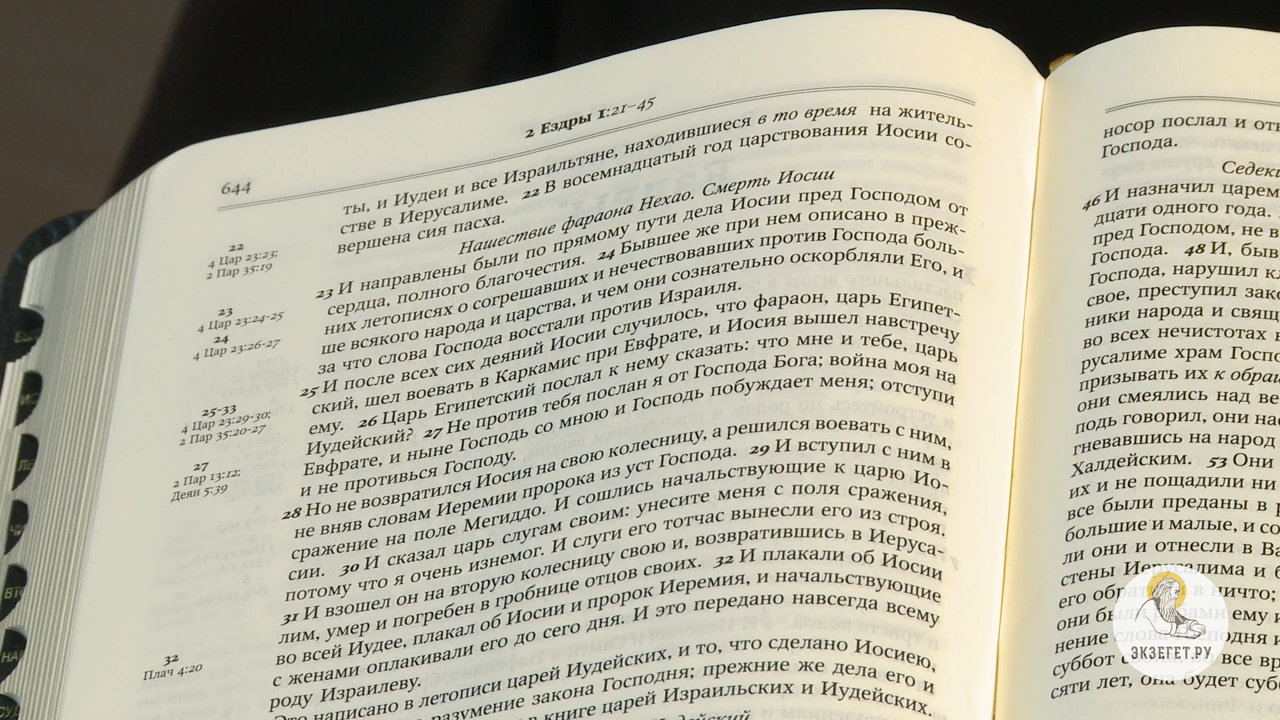 2 Ездры 1:21–45
644
ты, и Иудеи и все Израильтяне, находившиеся в то время на житель-
стве в Иерусалиме. 22 В восемнадцатый год царствования Иосии со-
вершена сия пасха.
Нашествие фараона Нехао. Смерть Иосии
23 И направлены были по прямому пути дела Иосии пред Господом от
сердца, полного благочестия. 24 Бывшее же при нем описано в преж-
них летописях о согрешавших и нечествовавших против Господа боль-
ше всякого народа и царства, и чем они сознательно оскорбляли Его, и
за что слова Господа восстали против Израиля.
25 И после всех сих деяний Иосии случилось, что фараон, царь Египет-
ский, шел воевать в Каркамис при Евфрате, и Иосия вышел навстречу
ему. 26 Царь Египетский послал к нему сказать: что мне и тебе, царь
Иудейский? 27 Не против тебя послан я от Господа Бога; война моя на
Евфрате, и ныне Господь со мною и Господь побуждает меня; отступи
и не противься Господу.
28 Но не возвратился Иосия на свою колесницу, а решился воевать с ним,
не вняв словам Иеремии пророка из уст Господа. 29 И вступил с ним в
сражение на поле Мегиддо. И сошлись начальствующие к царю Ио-
сии. 30 И сказал царь слугам своим: унесите меня с поля сражения,
потому что я очень изнемог. И слуги его тотчас вынесли его из строя.
31 И взошел он на вторую колесницу свою и, возвратившись в Иеруса-
лим, умер и погребен в гробнице отцов своих. 32 И плакали об Иосии
во всей Иудее, плакал об Иосии и пророк Иеремия, и начальствующие
с женами оплакивали его до сего дня. И это передано навсегда всему
роду Израилеву.
Это написано в летописи царей Иудейских, и то, что сделано Иосиею,
разумение закона Господня; прежние же дела его и
в книге царей Израильских и Иудейских.
22
4 Цар 23:23;
2 Пар 35:19
23
4 Цар 23:24-25
24
4 Цар 23:26-27
25-33
4 Цар 23:29-30;
2 Пар 35:20-27
27
2 Пар 13:12;
Деян 5:39
32
Плач 4:20
носор послал и
Господа.
46 И назначил царем
дцати одного года.
пред Господом, не
Господа. 48 И,
Господа, нарушил
свое, преступил
ники народа и
во всех нечистотах
русалиме храм
призывать их к
они смеялись над
подь говорил, они
гневавшись на народ
Халдейским. 53 Они
их и не пощадили ни
все были преданы в
большие и малые, и
ли они и отнесли в
стены Иерусалима и
его в ничто;
они ему
нение
суббот все
сяти лет, она будет
ЭКЗЕГЕТ.РУ